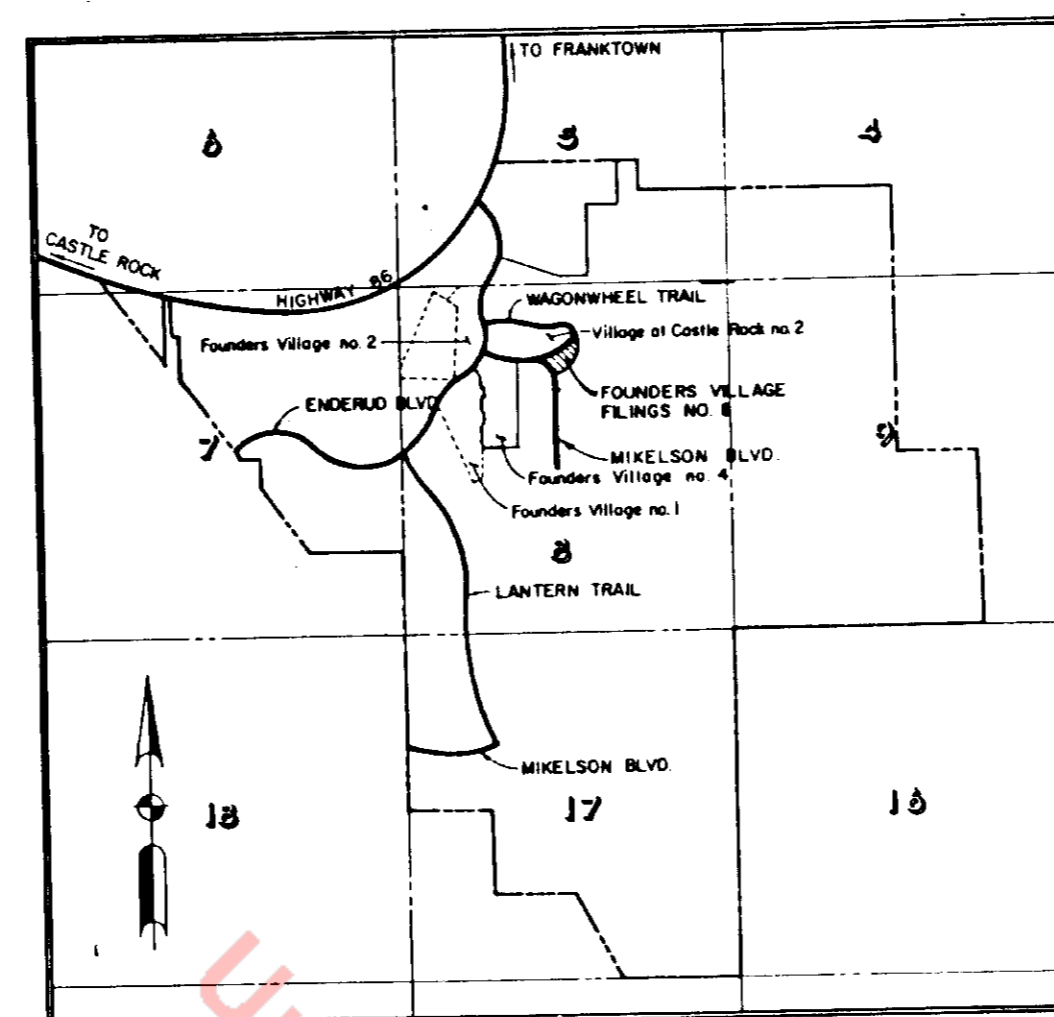 TO FRANKTOWN
6
5
4
TO
CASTLE ROCK
HIGHWAY 86
WAGONWHEEL TRAIL
Founders Village no. 2
Village at Castle Rock no. 2
FOUNDERS VILLAGE
FILINGS NO.
ENDERUD BLVD.
7
9
MIKELSON BLVD.
Founders Village no. 4
Founders Village no. 1
8
LANTERN TRAIL
MIKELSON BLVD.
18
17
16